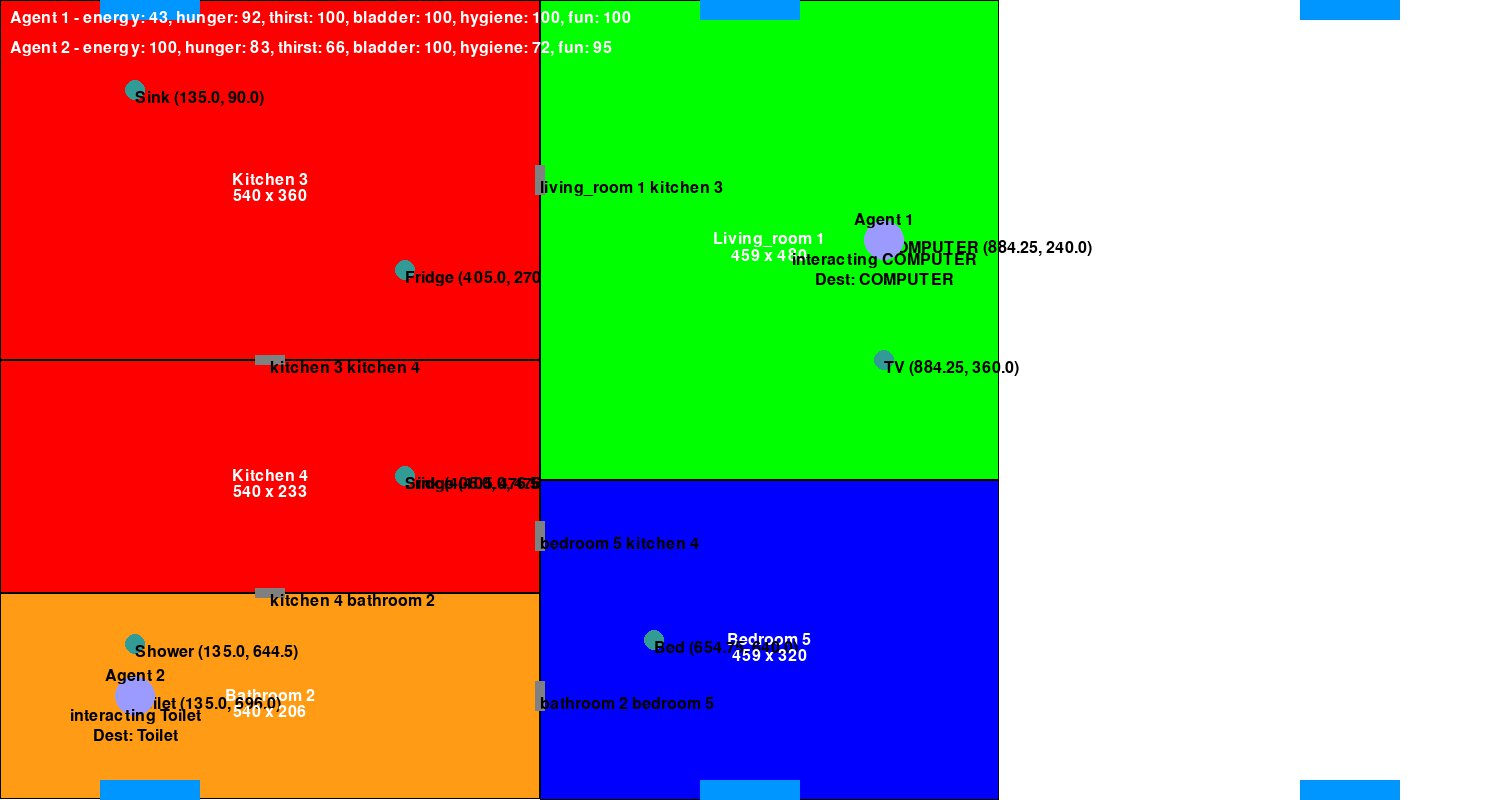 Agent 1 - energy: 43, hunger: 92, thirst: 100, bladder: 100, hygiene: 100, fun: 100
Agent 2 - energy: 100, hunger: 83, thirst: 66, bladder: 100, hygiene: 72, fun: 95
Sink (135.0, 90.0)
Kitchen 3
540 x 360
living_room 1 kitchen 3
Agent 1
Living_room 1
459 x 480
OMPUTER (884.25, 240.0)
interacting COMPUTER
Dest: COMPUTER
Fridge (405.0, 270
kitchen 3 kitchen 4
TV (884.25, 360.0)
Kitchen 4
540 x 233
bedroom 5 kitchen 4
kitchen 4 bathroom 2
Shower (135.0, 644.5)
Bedroom 5
459 x 320
Bed (654.
Agent 2
Bathroom 2
540 x 206
ilet (135.0, 696.0)
interacting Toilet
Dest: Toilet
bathroom 2 bedroom 5